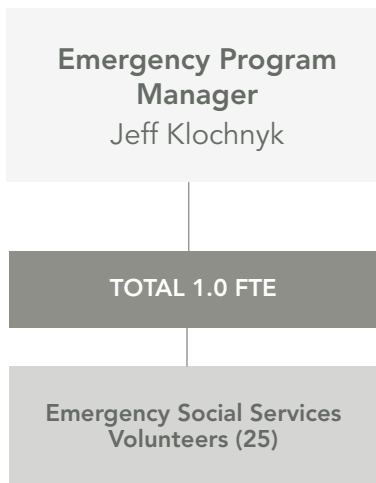 Emergency Program
Manager
Jeff Klochnyk
TOTAL 1.0 FTE
Emergency Social Services
Volunteers (25)